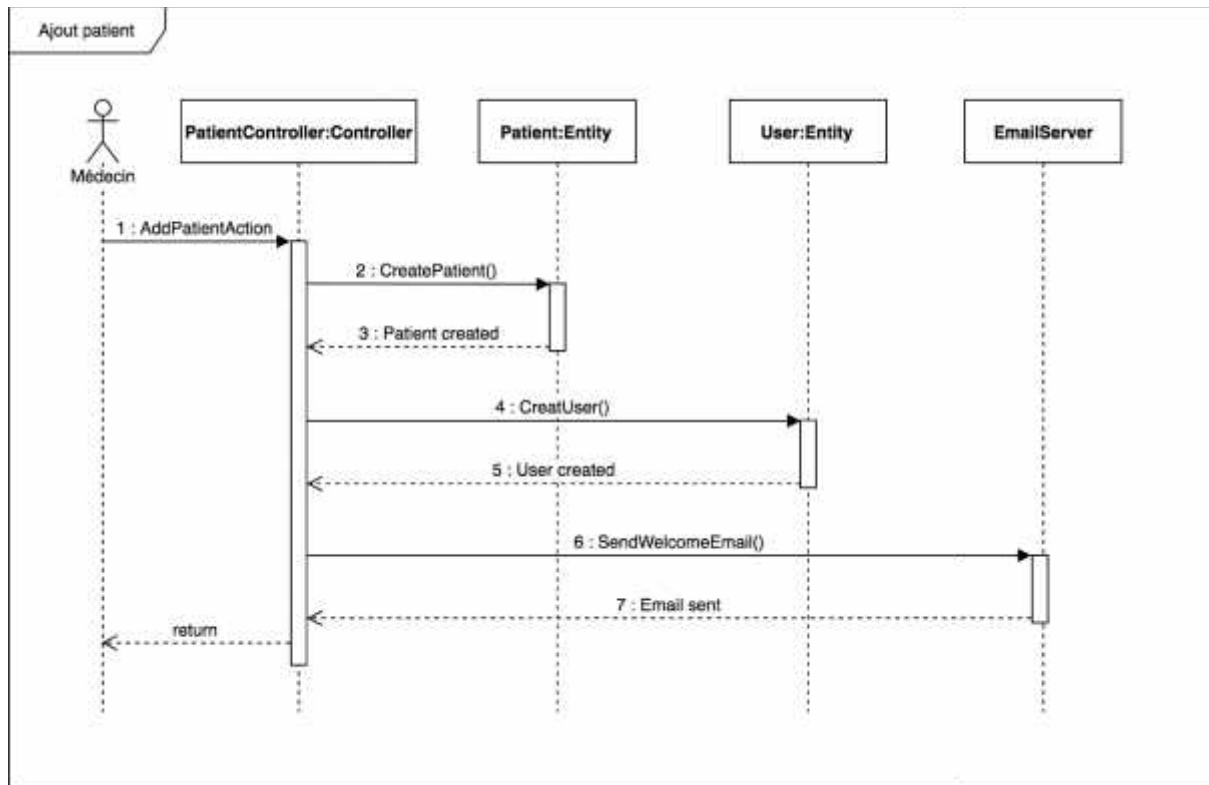 Ajout patient
PatientController:Controller
Patient:Entity
User:Entity
EmailServer
Médecin
1 : AddPatientAction
2 : CreatePatient()
3 : Patient created
4 : CreatUser()
5 : User created
6 : SendWelcomeEmail()
7 : Email sent
return